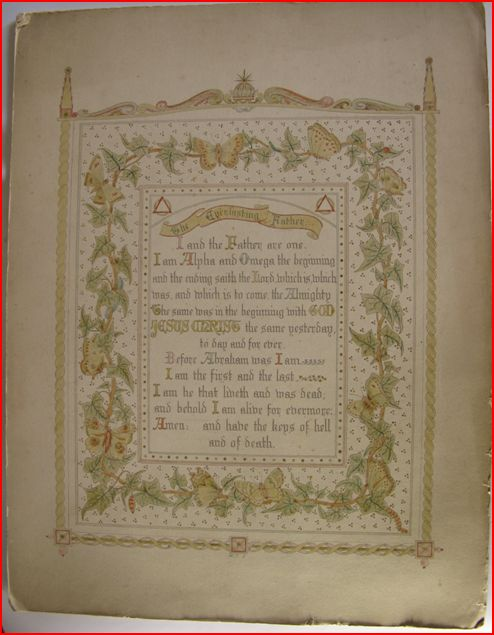 The Everlasting Father
I and the Father are one.
I am Alpha and Omega the beginning
and the ending saith the Lord, which is, which
was, and which is to come, the Almighty
The same was in the beginning with GOD
JESUS CHRIST the same yesterday,
to day and for ever.
Before Abraham was I am
I am the first and the last
I am he that liveth and was dead;
and behold I am alive for evermore;
Amen; and have the keys of hell
and of death.